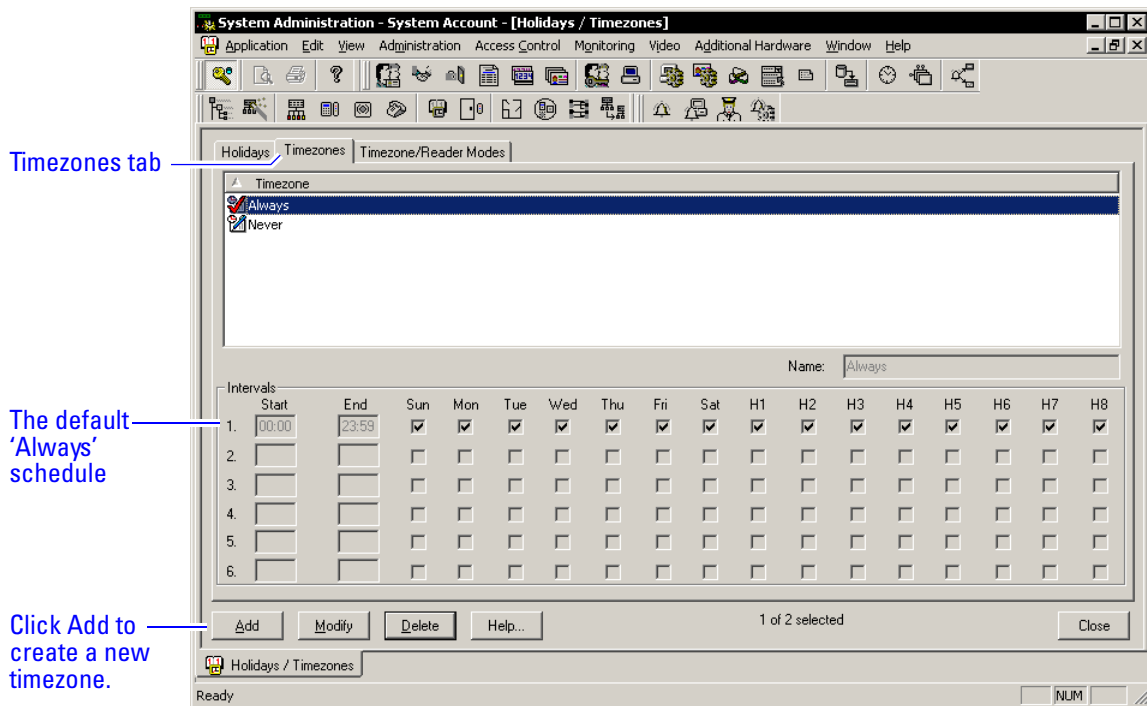 System Administration - System Account - [Holidays / Timezones]
Application Edit View Administration Access Control Monitoring Video Additional Hardware Window Help
Timezones tab
Holidays Timezones Timezone/Reader Modes
Timezone
Always
Never
Name: Always
Intervals
Start End Sun Mon Tue Wed Thu Fri Sat H1 H2 H3 H4 H5 H6 H7 H8
The default
'Always'
schedule
1. 00:00 23:59
2.
3.
4.
5.
6.
Click Add to
create a new
timezone.
Add Modify Delete Help... 1 of 2 selected Close
Holidays / Timezones
Ready NUM